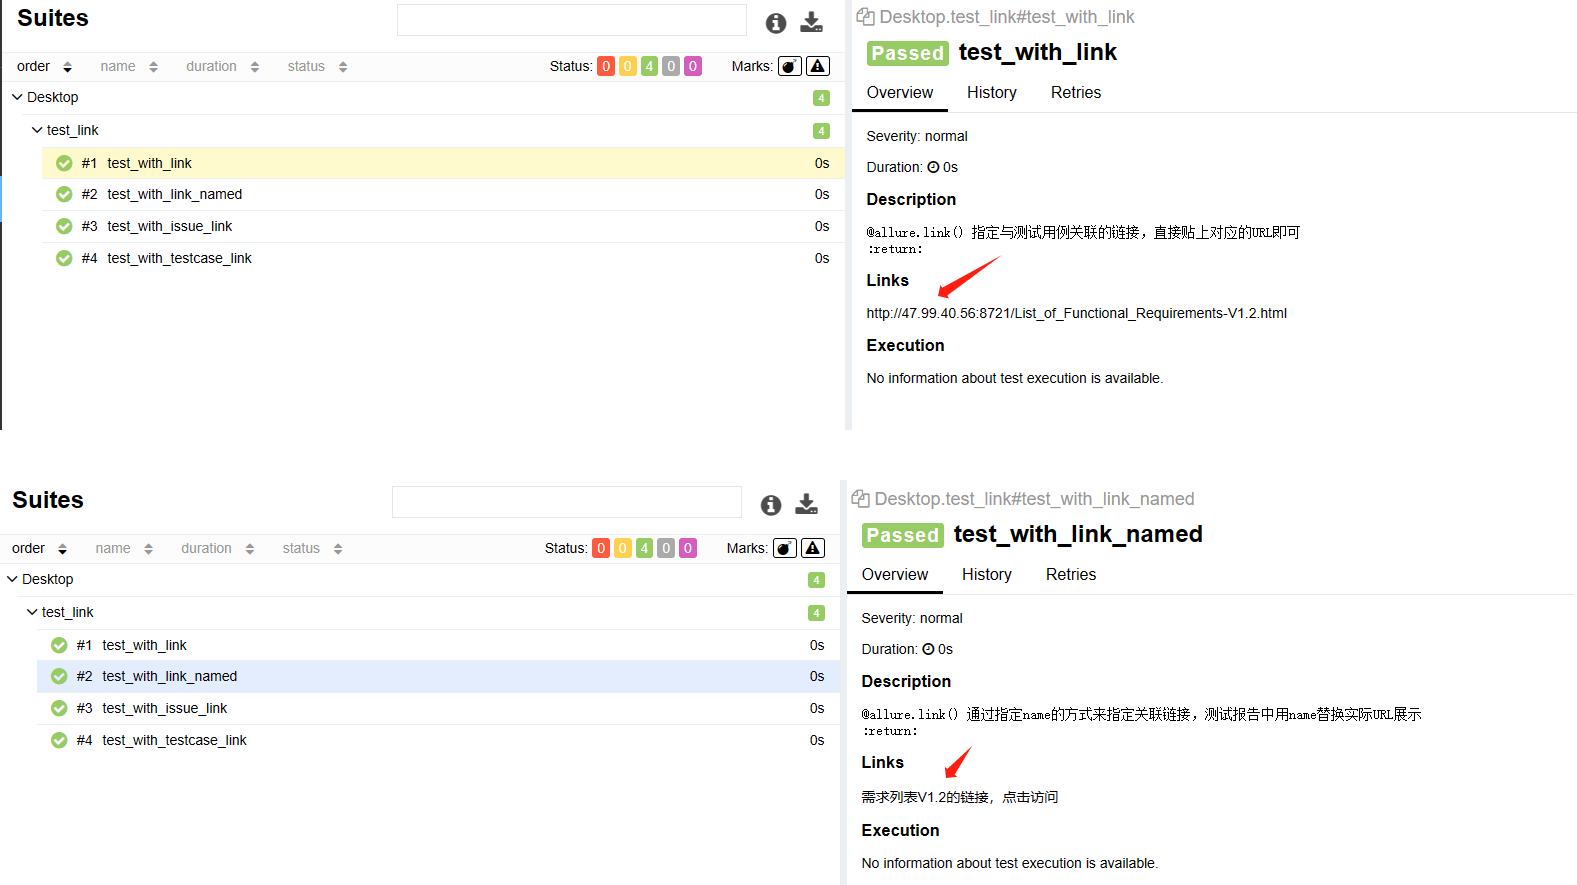 Suites
order name duration status Status: 0 0 4 0 0 Marks:
Desktop 4
test_link 4
#1 test_with_link 0s
#2 test_with_link_named 0s
#3 test_with_issue_link 0s
#4 test_with_testcase_link 0s
Desktop.test_link#test_with_link
Passed test_with_link
Overview History Retries
Severity: normal
Duration: 0s
Description
@allure.link() 指定与测试用例关联的链接，直接贴上对应的URL即可
:return:
Links
http://47.99.40.56:8721/List_of_Functional_Requirements-V1.2.html
Execution
No information about test execution is available.
Suites
order name duration status Status: 0 0 4 0 0 Marks:
Desktop 4
test_link 4
#1 test_with_link 0s
#2 test_with_link_named 0s
#3 test_with_issue_link 0s
#4 test_with_testcase_link 0s
Desktop.test_link#test_with_link_named
Passed test_with_link_named
Overview History Retries
Severity: normal
Duration: 0s
Description
@allure.link() 通过指定name的方式来指定关联链接，测试报告中用name替换实际URL展示
:return:
Links
需求列表V1.2的链接，点击访问
Execution
No information about test execution is available.